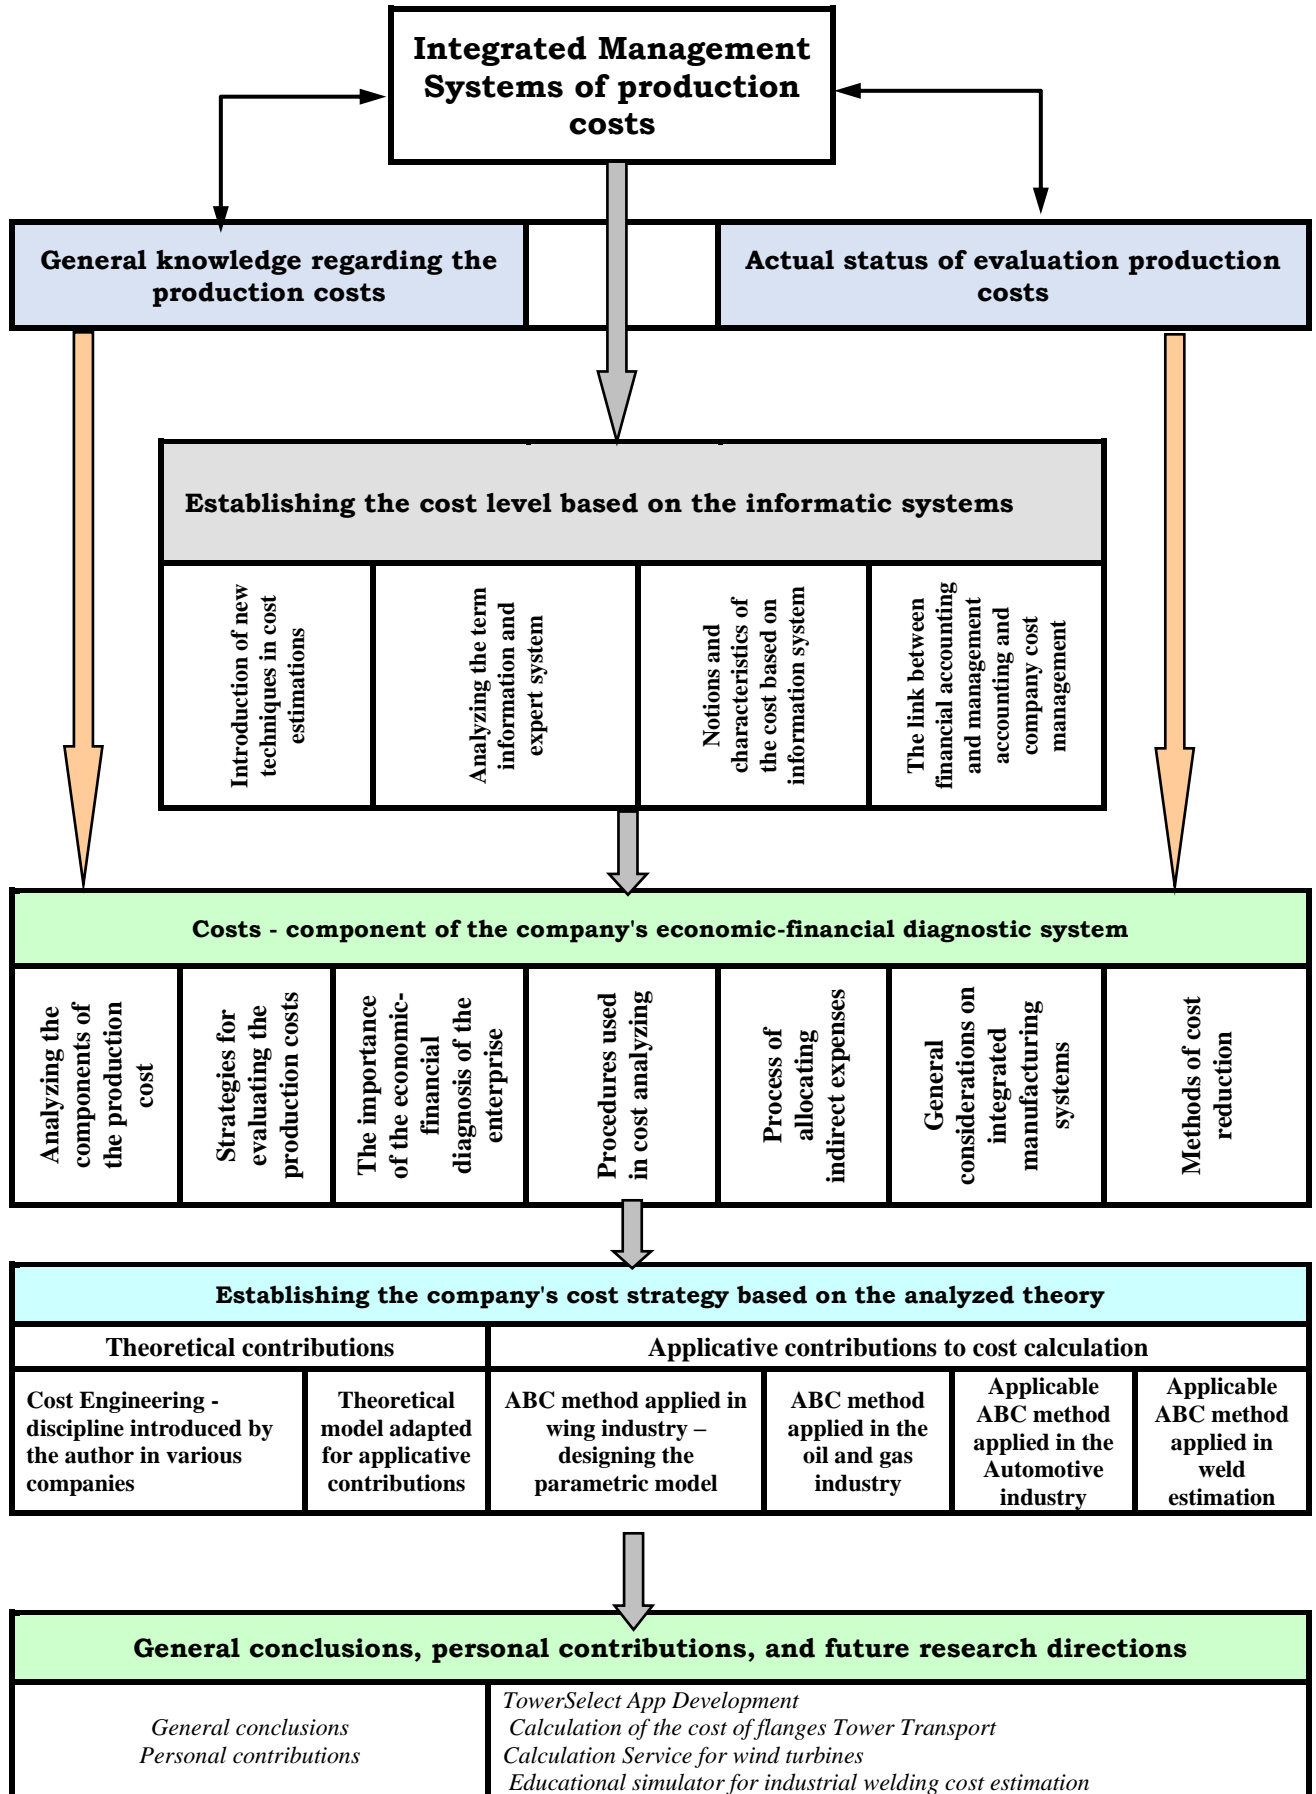 Integrated Management
Systems of production
costs
General knowledge regarding the
production costs
Actual status of evaluation production
costs
Establishing the cost level based on the informatic systems
Introduction of new
techniques in cost
estimations
Analyzing the term
information and
expert system
Notions and
characteristics of
the cost based on
information system
The link between
financial accounting
and management
accounting and
company cost
management
Costs - component of the company's economic-financial diagnostic system
Analyzing the
components of
the production
cost
Strategies for
evaluating the
production costs
The importance
of the economic-
financial
diagnosis of the
enterprise
Procedures used
in cost analyzing
Process of
allocating
indirect expenses
General
considerations on
integrated
manufacturing
systems
Methods of cost
reduction
Establishing the company's cost strategy based on the analyzed theory
Theoretical contributions
Applicative contributions to cost calculation
Cost Engineering -
discipline introduced by
the author in various
companies
Theoretical
model adapted
for applicative
contributions
ABC method applied in
wing industry –
designing the
parametric model
ABC method
applied in the
oil and gas
industry
Applicable
ABC method
applied in the
Automotive
industry
Applicable
ABC method
applied in
weld
estimation
General conclusions, personal contributions, and future research directions
General conclusions
Personal contributions
TowerSelect App Development
Calculation of the cost of flanges Tower Transport
Calculation Service for wind turbines
Educational simulator for industrial welding cost estimation